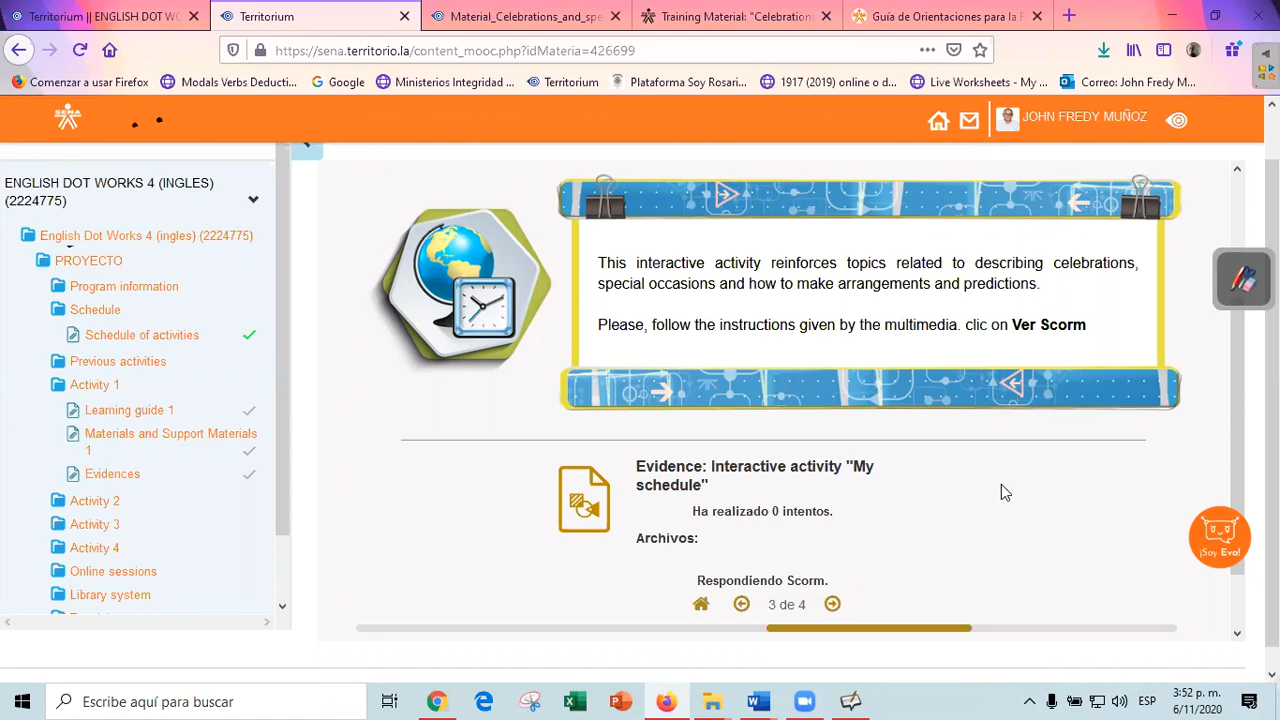 Territorium || ENGLISH DOT WO
Territorium
Material_Celebrations_and_spe
Training Material: "Celebration
Guía de Orientaciones para la F
https://sena.territorio.la/content_mooc.php?idMateria=426699
Comenzar a usar Firefox
Modals Verbs Deducti...
Google
Ministerios Integridad ...
Territorium
Plataforma Soy Rosari...
1917 (2019) online o d...
Live Worksheets - My ...
Correo: John Fredy M...
SENA
JOHN FREDY MUÑOZ
ENGLISH DOT WORKS 4 (INGLES)
(2224775)
English Dot Works 4 (ingles) (2224775)
PROYECTO
Program information
Schedule
Schedule of activities
Previous activities
Activity 1
Learning guide 1
Materials and Support Materials
1
Evidences
Activity 2
Activity 3
Activity 4
Online sessions
Library system
This interactive activity reinforces topics related to describing celebrations,
special occasions and how to make arrangements and predictions.
Please, follow the instructions given by the multimedia. clic on Ver Scorm
Evidence: Interactive activity "My
schedule"
Ha realizado 0 intentos.
Archivos:
Respondiendo Scorm.
3 de 4
¡Soy Eva!
Escribe aquí para buscar
ESP
3:52 p. m.
6/11/2020